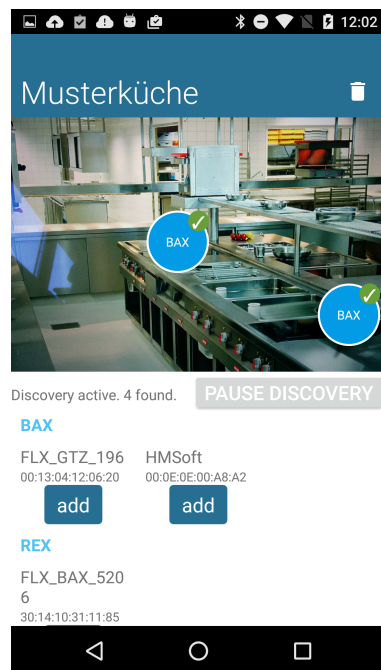 12:02
Musterküche
BAX
BAX
Discovery active. 4 found.
PAUSE DISCOVERY
BAX
FLX_GTZ_196
HMSoft
00:13:04:12:06:20
00:0E:0E:00:A8:A2
add
add
REX
FLX_BAX_520
6
30:14:10:31:11:85